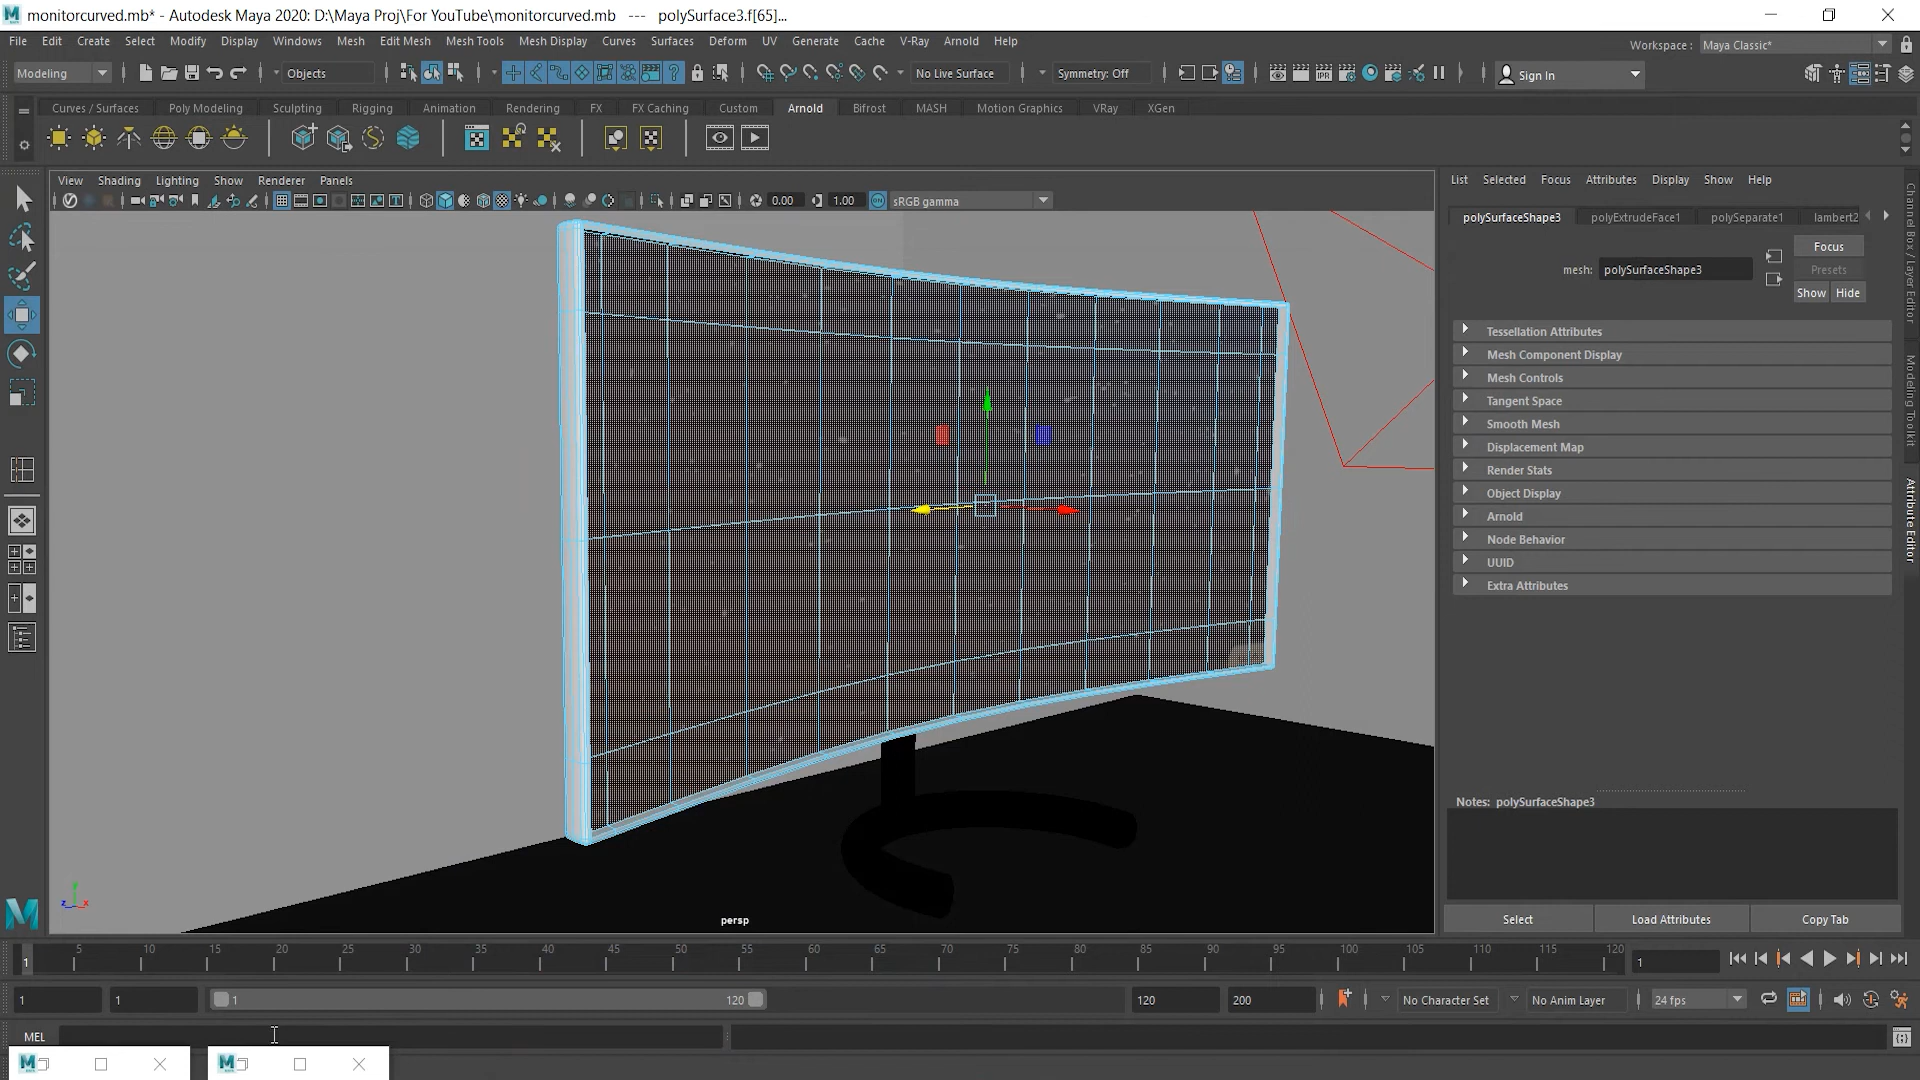 monitorcurved.mb* - Autodesk Maya 2020: D:\Maya Proj\For YouTube\monitorcurved.mb   ---   polySurface3.f[65]...
File Edit Create Select Modify Display Windows Mesh Edit Mesh Mesh Tools Mesh Display Curves Surfaces Deform UV Generate Cache V-Ray Arnold Help
Workspace : Maya Classic*
Modeling Objects No Live Surface Symmetry: Off Sign In
Curves / Surfaces Poly Modeling Sculpting Rigging Animation Rendering FX FX Caching Custom Arnold Bifrost MASH Motion Graphics VRay XGen
View Shading Lighting Show Renderer Panels
0.00 1.00 sRGB gamma
persp
List Selected Focus Attributes Display Show Help
polySurfaceShape3 polyExtrudeFace1 polySeparate1 lambert2
Focus
mesh: polySurfaceShape3
Presets
Show Hide
Tessellation Attributes
Mesh Component Display
Mesh Controls
Tangent Space
Smooth Mesh
Displacement Map
Render Stats
Object Display
Arnold
Node Behavior
UUID
Extra Attributes
Notes: polySurfaceShape3
Select Load Attributes Copy Tab
Channel Box / Layer Editor
Modeling Toolkit
Attribute Editor
1 5 10 15 20 25 30 35 40 45 50 55 60 65 70 75 80 85 90 95 100 105 110 115 120 1
1 1 1 120 120 200 No Character Set No Anim Layer 24 fps
MEL